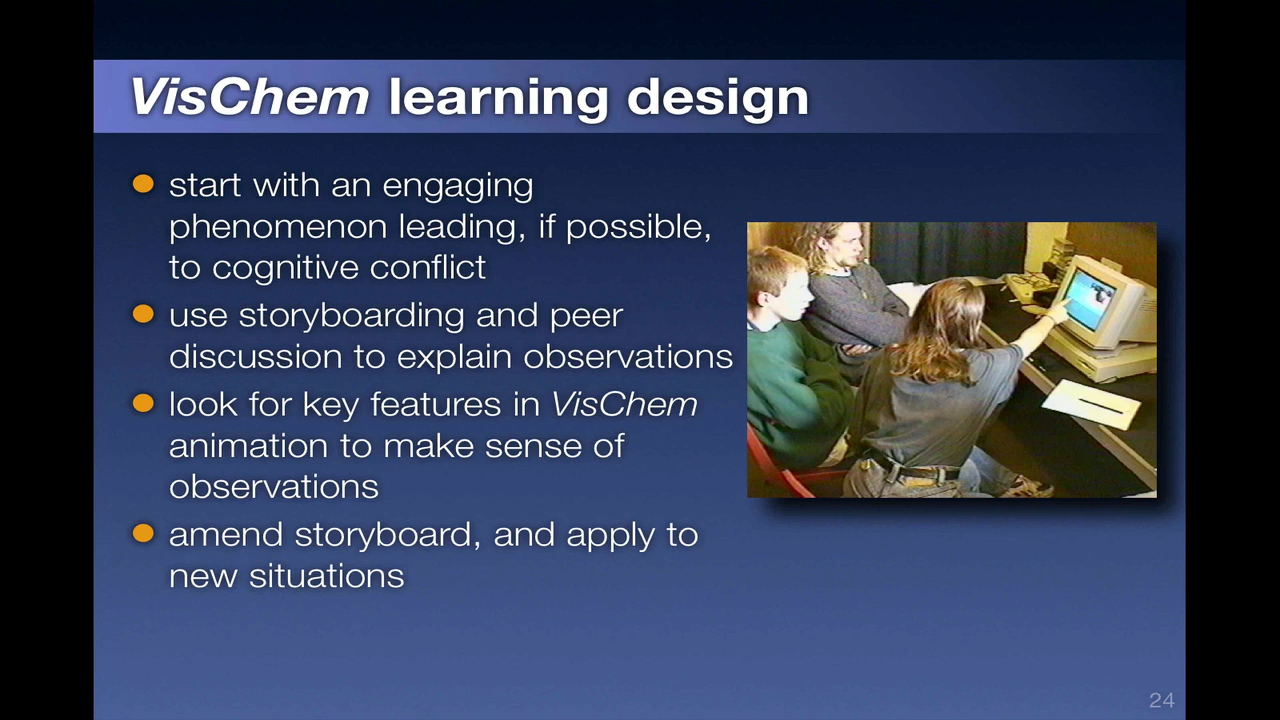 VisChem learning design
start with an engaging
phenomenon leading, if possible,
to cognitive conflict
use storyboarding and peer
discussion to explain observations
look for key features in VisChem
animation to make sense of
observations
amend storyboard, and apply to
new situations
24